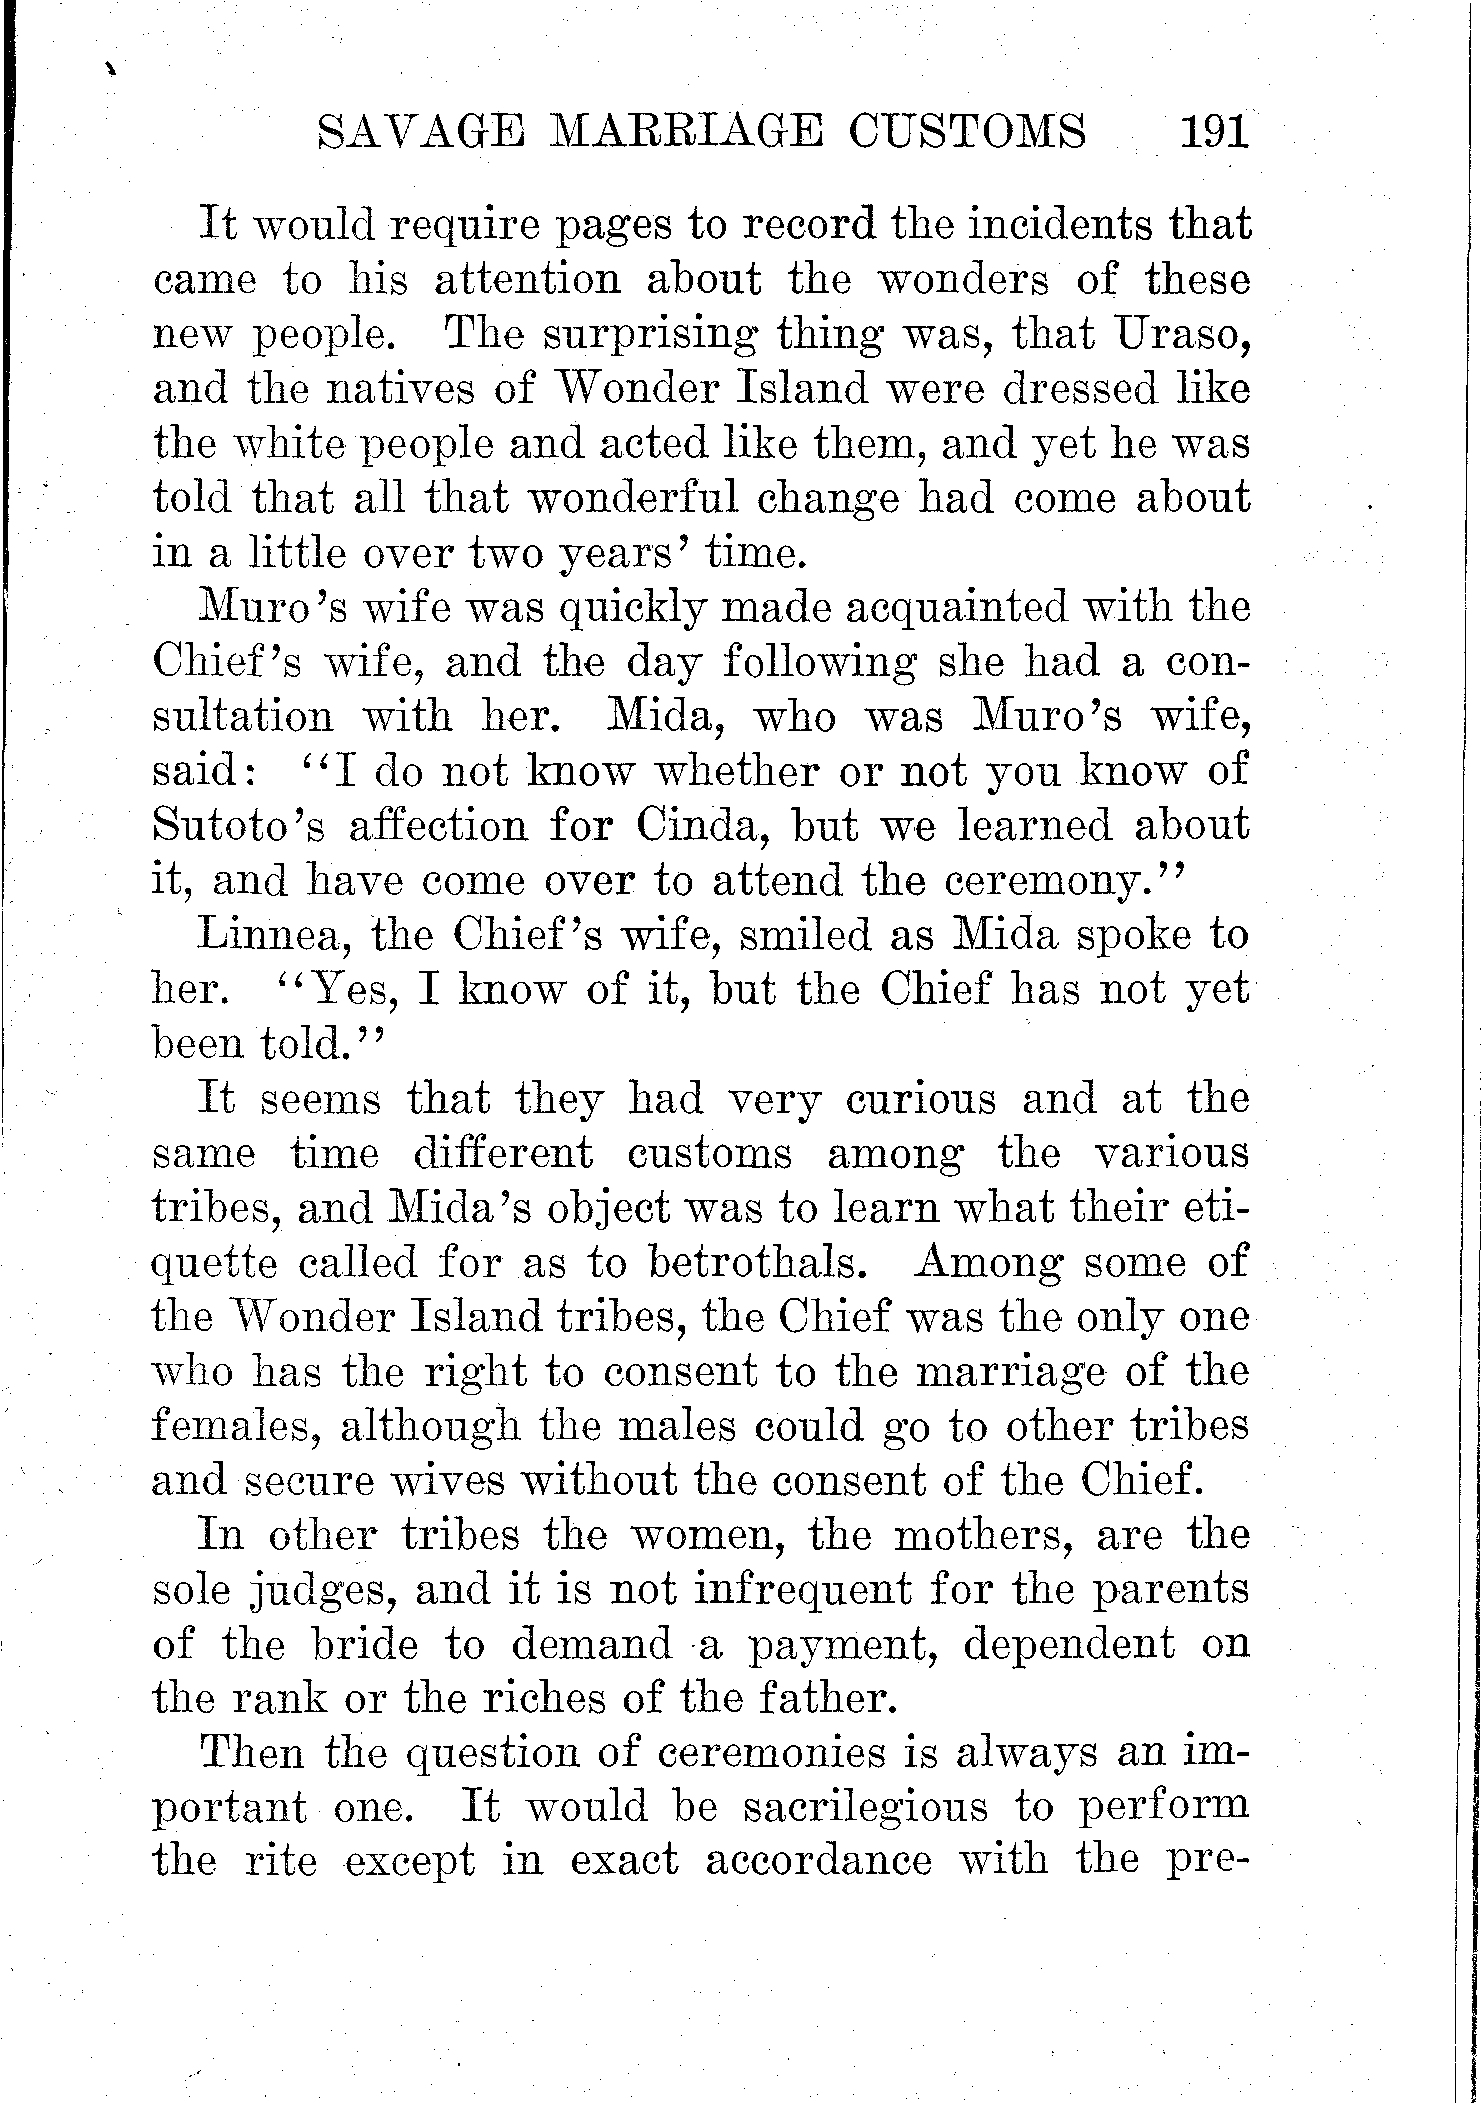 SAVAGE MARRIAGE CUSTOMS 191
It would require pages to record the incidents that
came to his attention about the wonders of these
new people. The surprising thing was, that Uraso,
and the natives of Wonder Island were dressed like
the white people and acted like them, and yet he was
told that all that wonderful change had come about
in a little over two years' time.
Muro's wife was quickly made acquainted with the
Chief's wife, and the day following she had a con-
sultation with her. Mida, who was Muro's wife,
said: "I do not know whether or not you know of
Sutoto's affection for Cinda, but we learned about
it, and have come over to attend the ceremony."
Linnea, the Chief's wife, smiled as Mida spoke to
her. "Yes, I know of it, but the Chief has not yet
been told."
It seems that they had very curious and at the
same time different customs among the various
tribes, and Mida's object was to learn what their eti-
quette called for as to betrothals. Among some of
the Wonder Island tribes, the Chief was the only one
who has the right to consent to the marriage of the
females, although the males could go to other tribes
and secure wives without the consent of the Chief.
In other tribes the women, the mothers, are the
sole judges, and it is not infrequent for the parents
of the bride to demand a payment, dependent on
the rank or the riches of the father.
Then the question of ceremonies is always an im-
portant one. It would be sacrilegious to perform
the rite except in exact accordance with the pre-